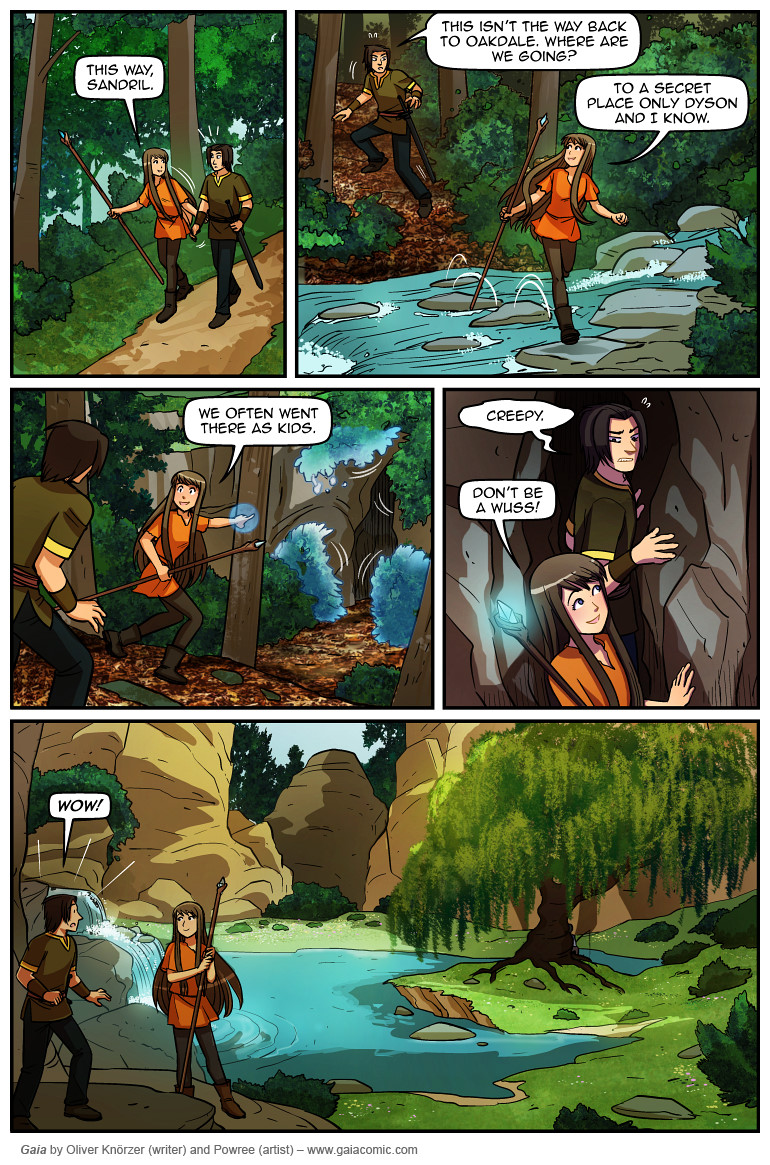 THIS WAY,
SANDRIL.
THIS ISN'T THE WAY BACK
TO OAKDALE. WHERE ARE
WE GOING?
TO A SECRET
PLACE ONLY DYSON
AND I KNOW.
WE OFTEN WENT
THERE AS KIDS.
CREEPY.
DON'T BE
A WUSS!
WOW!
Gaia by Oliver Knörzer (writer) and Powree (artist) – www.gaiacomic.com